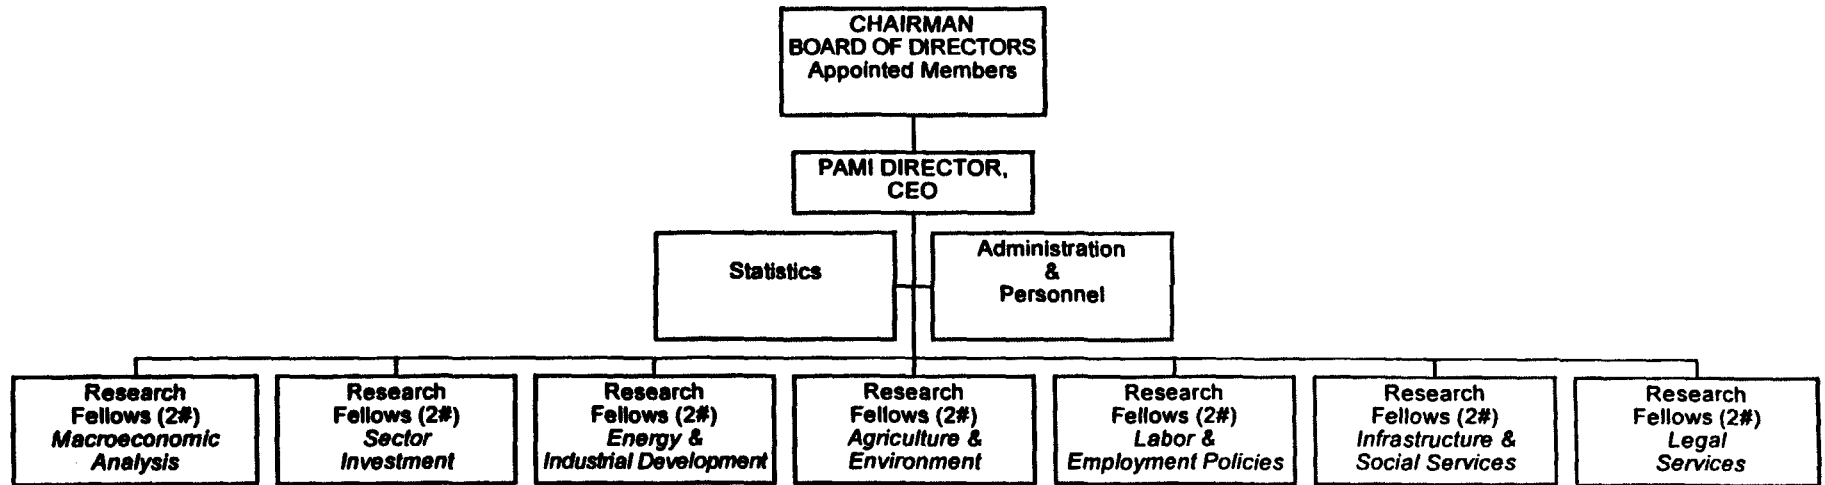 CHAIRMAN
BOARD OF DIRECTORS
Appointed Members
PAMI DIRECTOR,
CEO
Statistics
Administration
&
Personnel
Research
Fellows (2#)
Macroeconomic
Analysis
Research
Fellows (2#)
Sector
Investment
Research
Fellows (2#)
Energy &
Industrial Development
Research
Fellows (2#)
Agriculture &
Environment
Research
Fellows (2#)
Labor &
Employment Policies
Research
Fellows (2#)
Infrastructure &
Social Services
Research
Fellows (2#)
Legal
Services